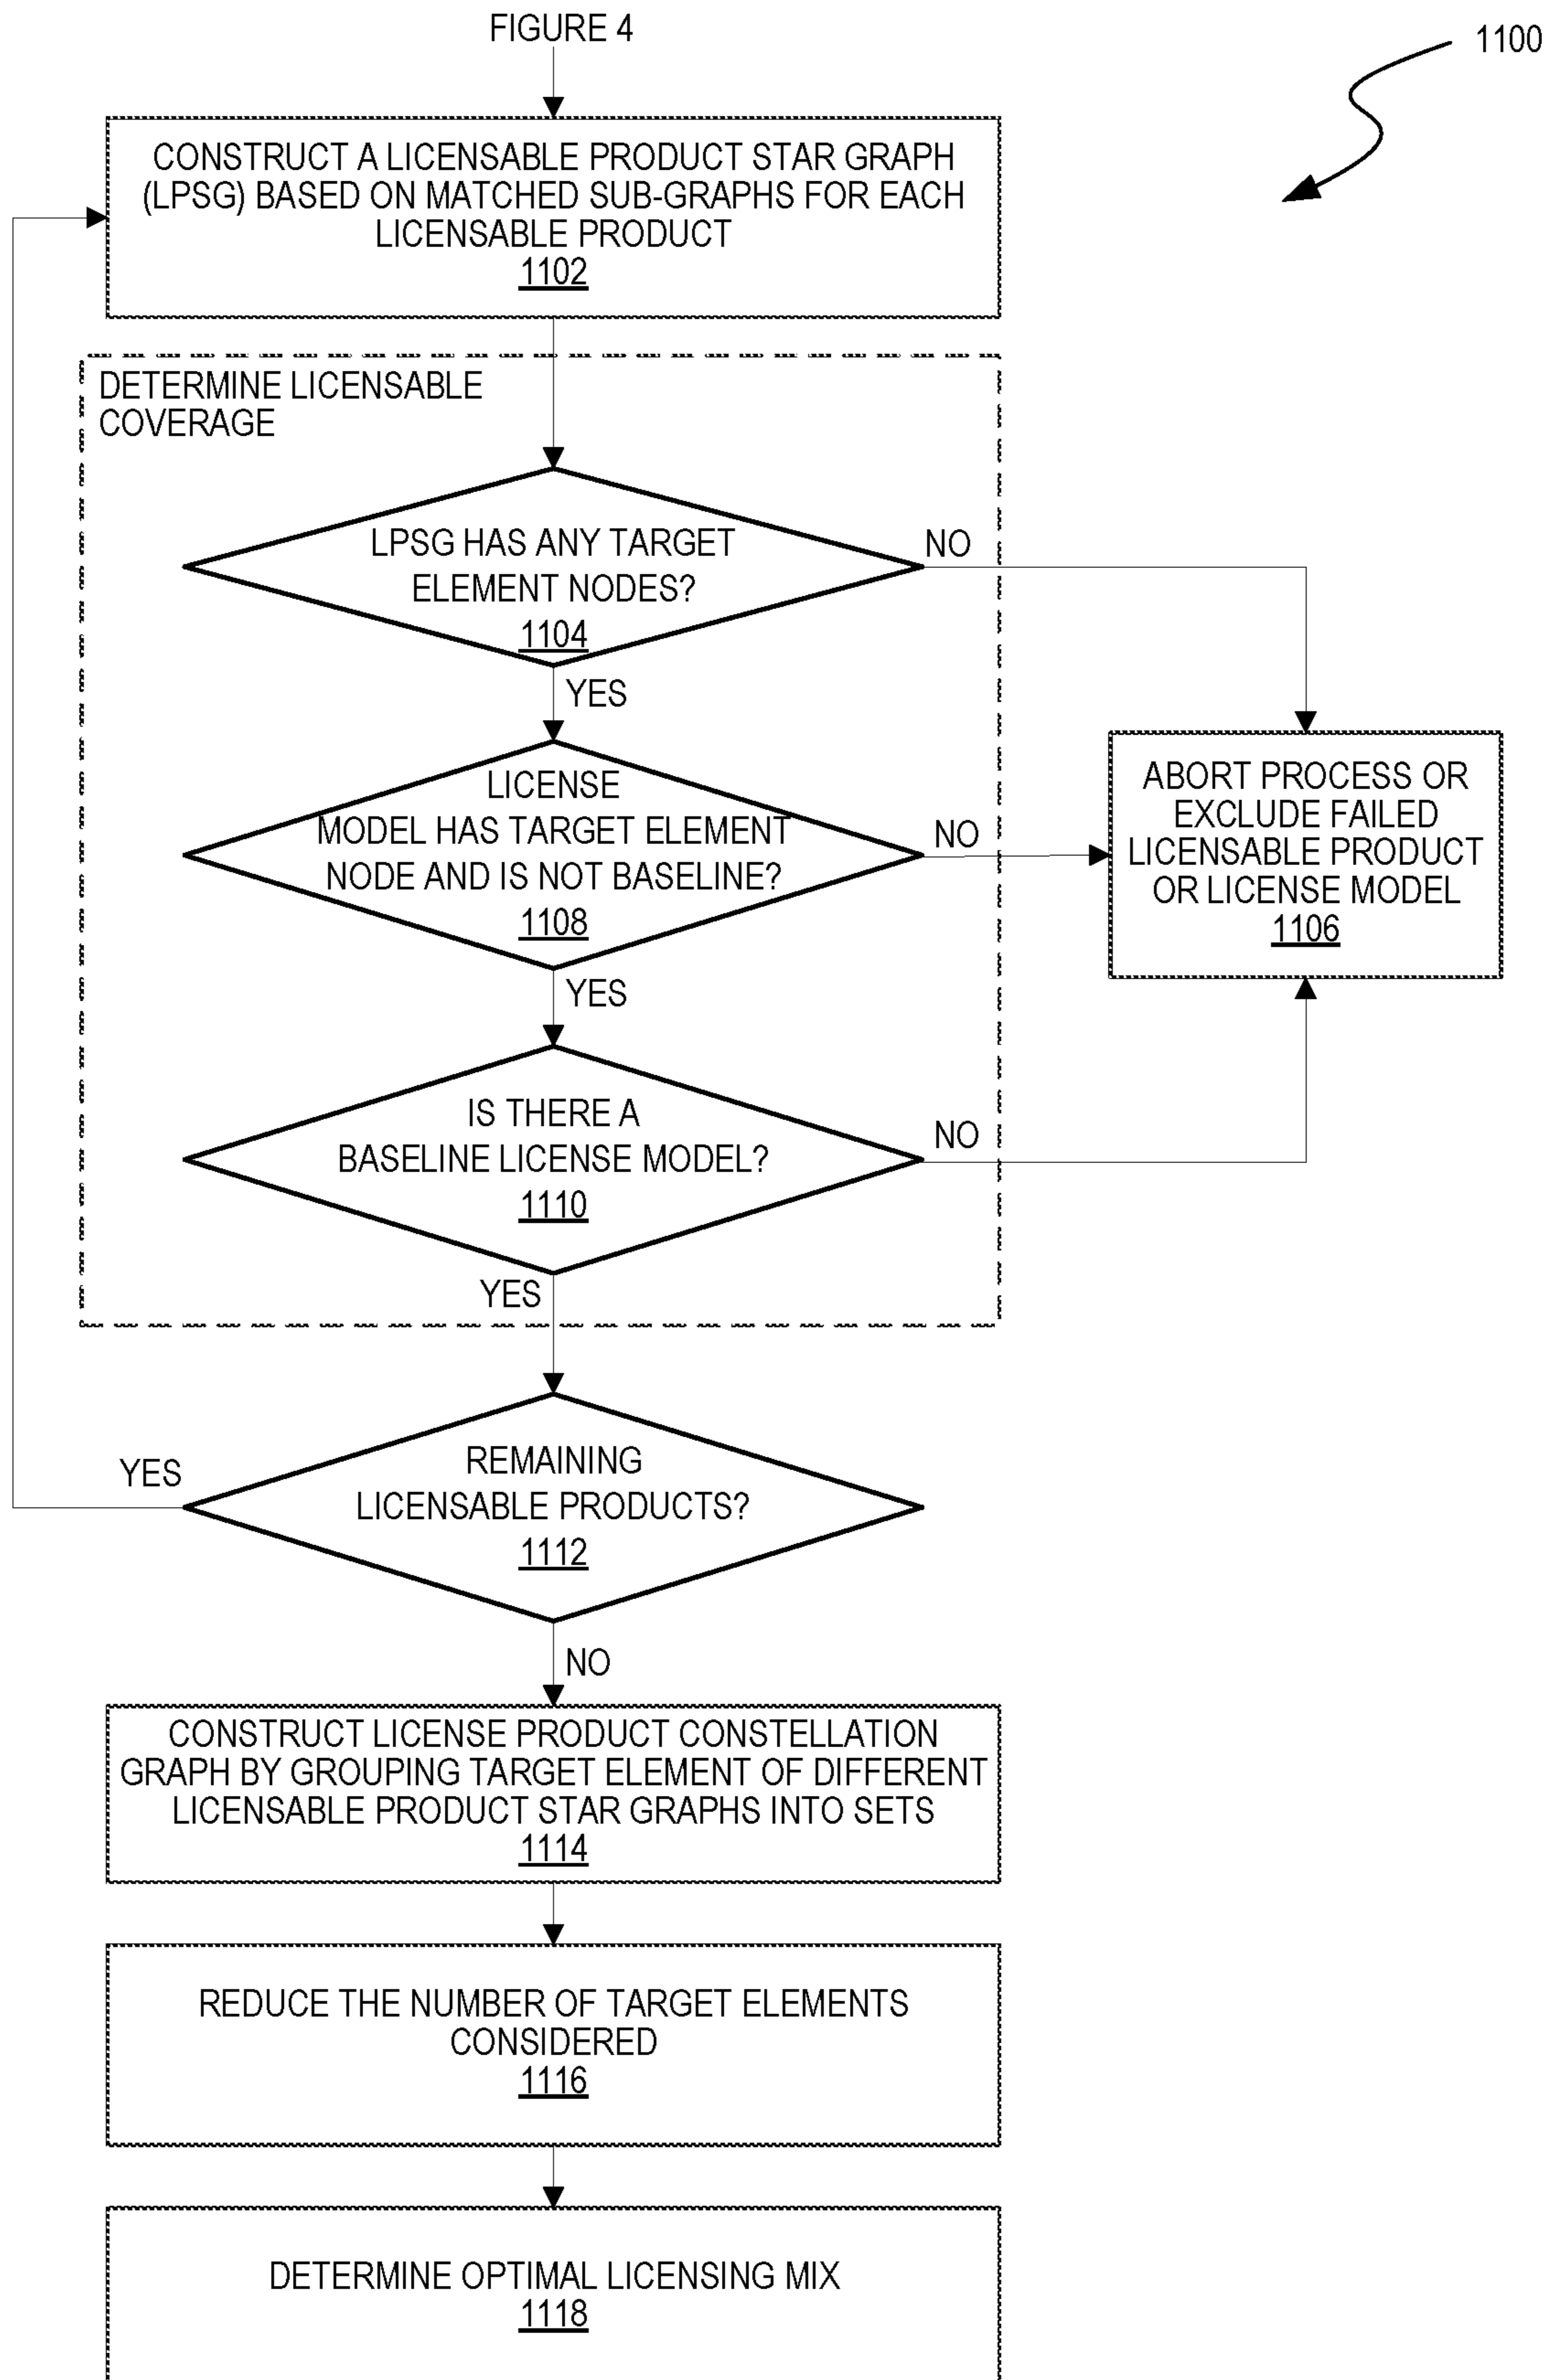 FIGURE 4
1100
CONSTRUCT A LICENSABLE PRODUCT STAR GRAPH
(LPSG) BASED ON MATCHED SUB-GRAPHS FOR EACH
LICENSABLE PRODUCT
1102
DETERMINE LICENSABLE
COVERAGE
LPSG HAS ANY TARGET
ELEMENT NODES?
1104
NO
YES
LICENSE
MODEL HAS TARGET ELEMENT
NODE AND IS NOT BASELINE?
1108
NO
ABORT PROCESS OR
EXCLUDE FAILED
LICENSABLE PRODUCT
OR LICENSE MODEL
1106
YES
IS THERE A
BASELINE LICENSE MODEL?
1110
NO
YES
REMAINING
LICENSABLE PRODUCTS?
1112
YES
NO
CONSTRUCT LICENSE PRODUCT CONSTELLATION
GRAPH BY GROUPING TARGET ELEMENT OF DIFFERENT
LICENSABLE PRODUCT STAR GRAPHS INTO SETS
1114
REDUCE THE NUMBER OF TARGET ELEMENTS
CONSIDERED
1116
DETERMINE OPTIMAL LICENSING MIX
1118